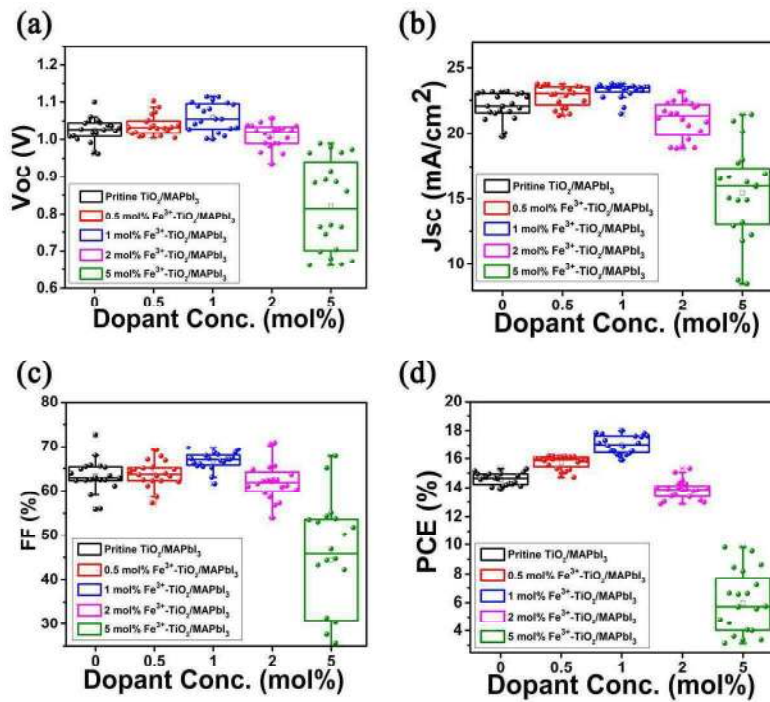 (a)
1.2
1.1
1.0
0.9
0.8
0.7
0.6
Voc (V)
Pritine TiO₂/MAPbI₃
0.5 mol% Fe³⁺-TiO₂/MAPbI₃
1 mol% Fe³⁺-TiO₂/MAPbI₃
2 mol% Fe³⁺-TiO₂/MAPbI₃
5 mol% Fe³⁺-TiO₂/MAPbI₃
0 0.5 1 2 5
Dopant Conc. (mol%)
(b)
25
20
15
10
Jsc (mA/cm²)
Pritine TiO₂/MAPbI₃
0.5 mol% Fe³⁺-TiO₂/MAPbI₃
1 mol% Fe³⁺-TiO₂/MAPbI₃
2 mol% Fe³⁺-TiO₂/MAPbI₃
5 mol% Fe³⁺-TiO₂/MAPbI₃
0 0.5 1 2 5
Dopant Conc. (mol%)
(c)
80
70
60
50
40
30
FF (%)
Pritine TiO₂/MAPbI₃
0.5 mol% Fe³⁺-TiO₂/MAPbI₃
1 mol% Fe³⁺-TiO₂/MAPbI₃
2 mol% Fe³⁺-TiO₂/MAPbI₃
5 mol% Fe³⁺-TiO₂/MAPbI₃
0 0.5 1 2 5
Dopant Conc. (mol%)
(d)
20
18
16
14
12
10
8
6
4
PCE (%)
Pritine TiO₂/MAPbI₃
0.5 mol% Fe³⁺-TiO₂/MAPbI₃
1 mol% Fe³⁺-TiO₂/MAPbI₃
2 mol% Fe³⁺-TiO₂/MAPbI₃
5 mol% Fe³⁺-TiO₂/MAPbI₃
0 0.5 1 2 5
Dopant Conc. (mol%)